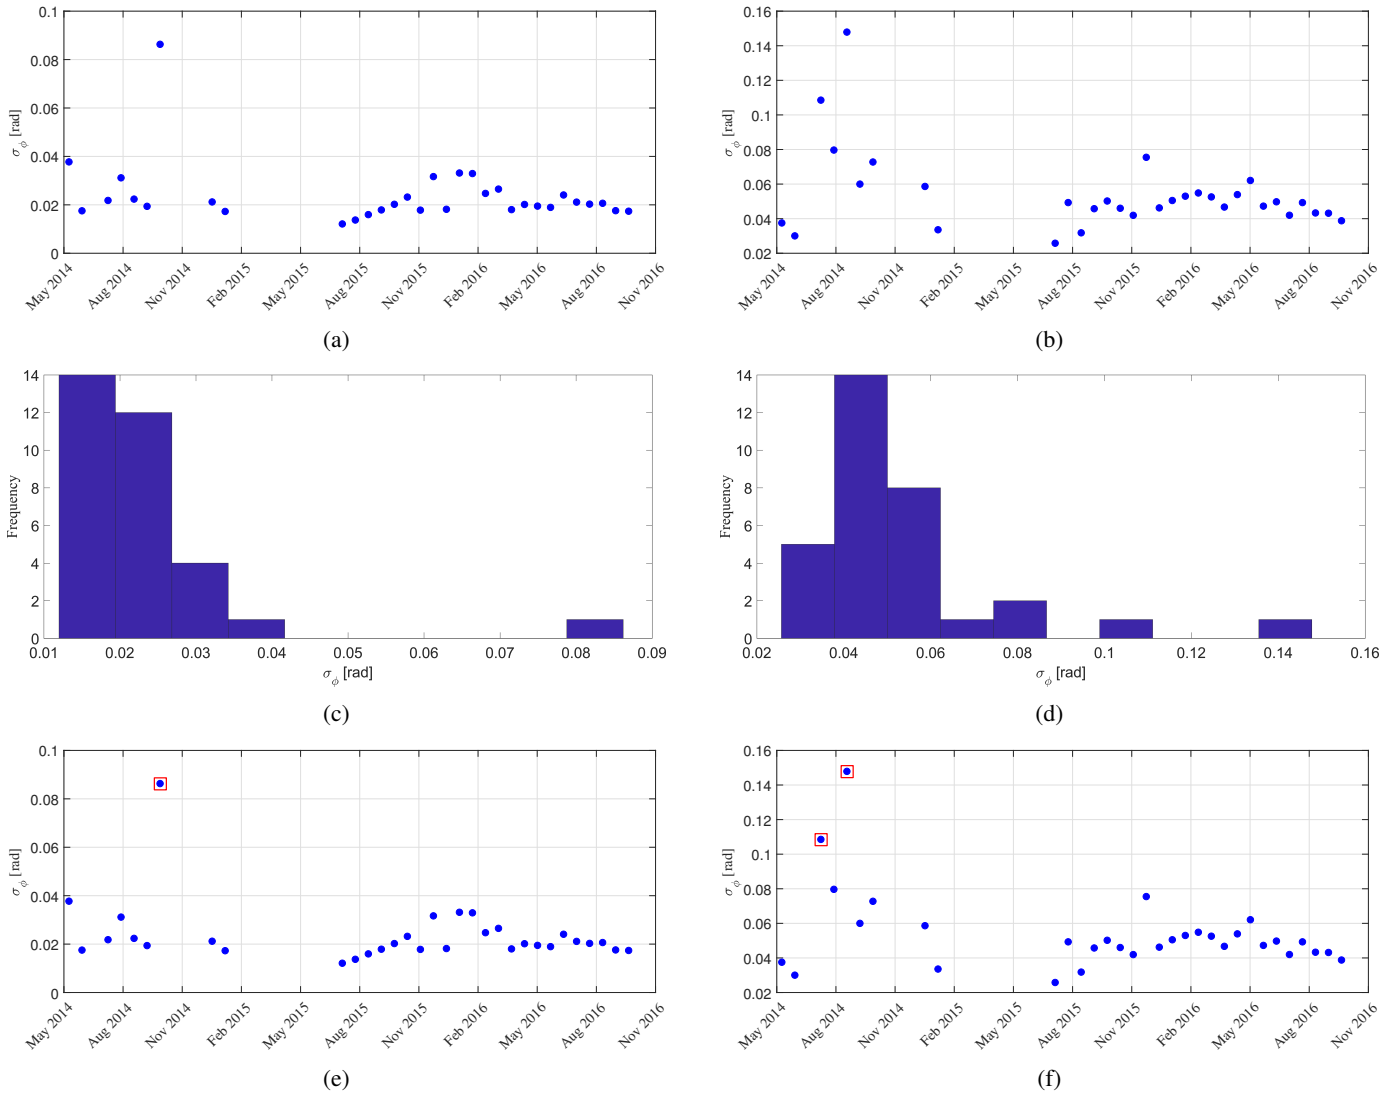 0.1
0.08
0.06
0.04
0.02
0
σϕ [rad]
May 2014
Aug 2014
Nov 2014
Feb 2015
May 2015
Aug 2015
Nov 2015
Feb 2016
May 2016
Aug 2016
Nov 2016
(a)
0.16
0.14
0.12
0.1
0.08
0.06
0.04
0.02
σϕ [rad]
May 2014
Aug 2014
Nov 2014
Feb 2015
May 2015
Aug 2015
Nov 2015
Feb 2016
May 2016
Aug 2016
Nov 2016
(b)
14
12
10
8
6
4
2
0
Frequency
0.01 0.02 0.03 0.04 0.05 0.06 0.07 0.08 0.09
σϕ [rad]
(c)
14
12
10
8
6
4
2
0
Frequency
0.02 0.04 0.06 0.08 0.1 0.12 0.14 0.16
σϕ [rad]
(d)
0.1
0.08
0.06
0.04
0.02
0
σϕ [rad]
May 2014
Aug 2014
Nov 2014
Feb 2015
May 2015
Aug 2015
Nov 2015
Feb 2016
May 2016
Aug 2016
Nov 2016
(e)
0.16
0.14
0.12
0.1
0.08
0.06
0.04
0.02
σϕ [rad]
May 2014
Aug 2014
Nov 2014
Feb 2015
May 2015
Aug 2015
Nov 2015
Feb 2016
May 2016
Aug 2016
Nov 2016
(f)